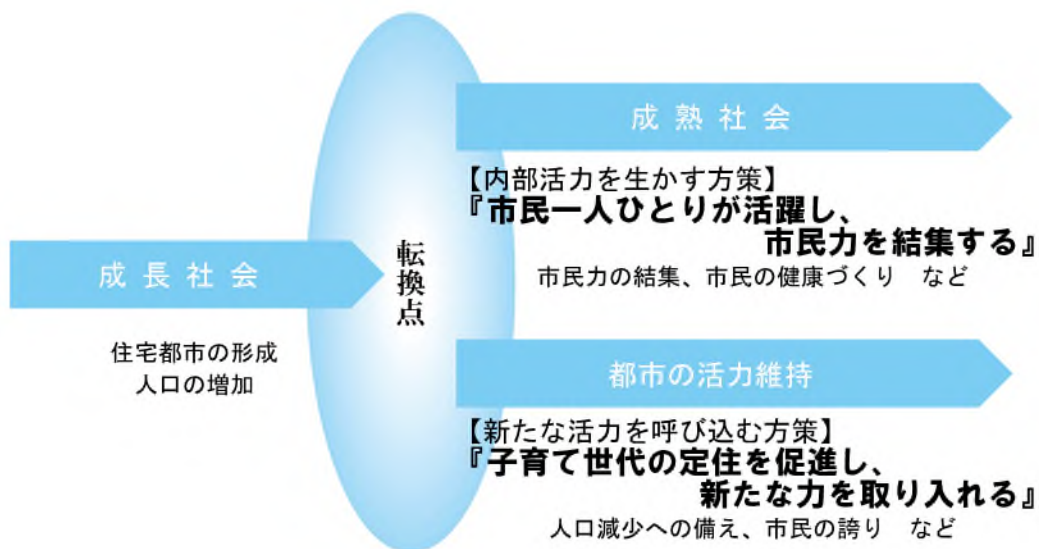 成長社会
住宅都市の形成
人口の増加
転換点
成熟社会
【内部活力を生かす方策】
『市民一人ひとりが活躍し、
市民力を結集する』
市民力の結集、市民の健康づくり　など
都市の活力維持
【新たな活力を呼び込む方策】
『子育て世代の定住を促進し、
新たな力を取り入れる』
人口減少への備え、市民の誇り　など